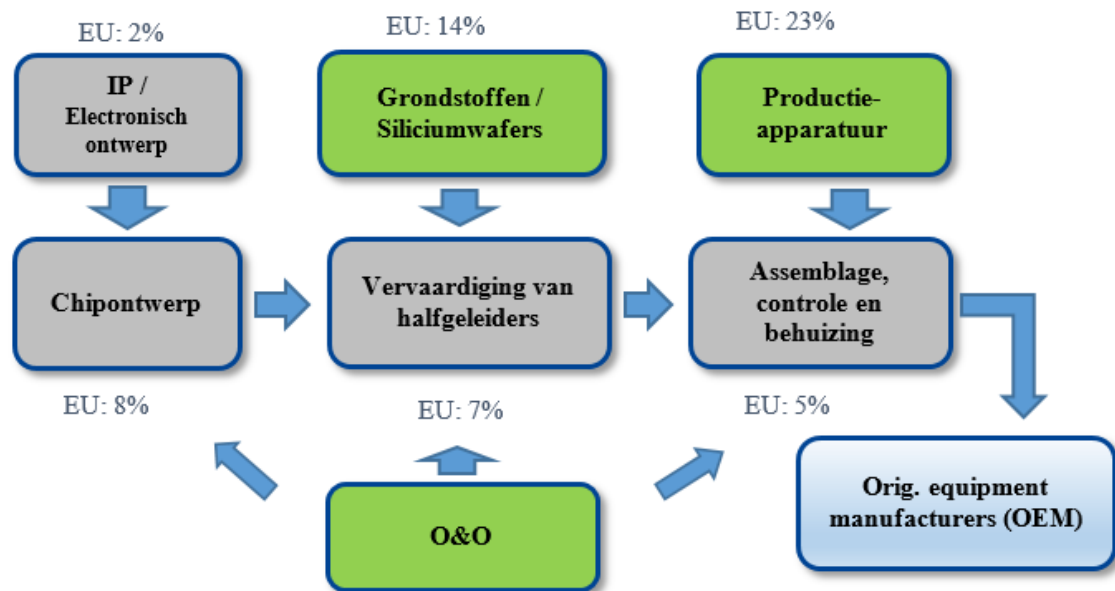 EU: 2%
EU: 14%
EU: 23%
IP /
Electronisch
ontwerp
Grondstoffen /
Siliciumwafers
Productie-
apparatuur
Chipontwerp
Vervaardiging van
halfgeleiders
Assemblage,
controle en
behuizing
EU: 8%
EU: 7%
EU: 5%
O&O
Orig. equipment
manufacturers (OEM)